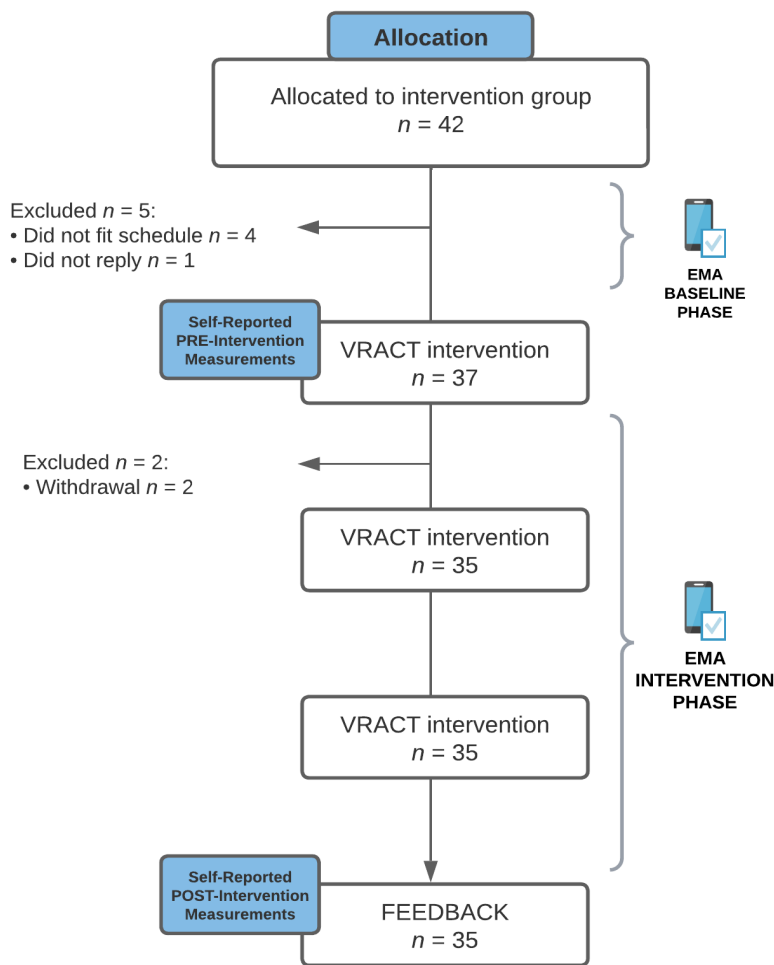 Allocation
Allocated to intervention group
n = 42
Excluded n = 5:
• Did not fit schedule n = 4
• Did not reply n = 1
EMA
BASELINE
PHASE
Self-Reported
PRE-Intervention
Measurements
VRACT intervention
n = 37
Excluded n = 2:
• Withdrawal n = 2
VRACT intervention
n = 35
EMA
INTERVENTION
PHASE
VRACT intervention
n = 35
Self-Reported
POST-Intervention
Measurements
FEEDBACK
n = 35